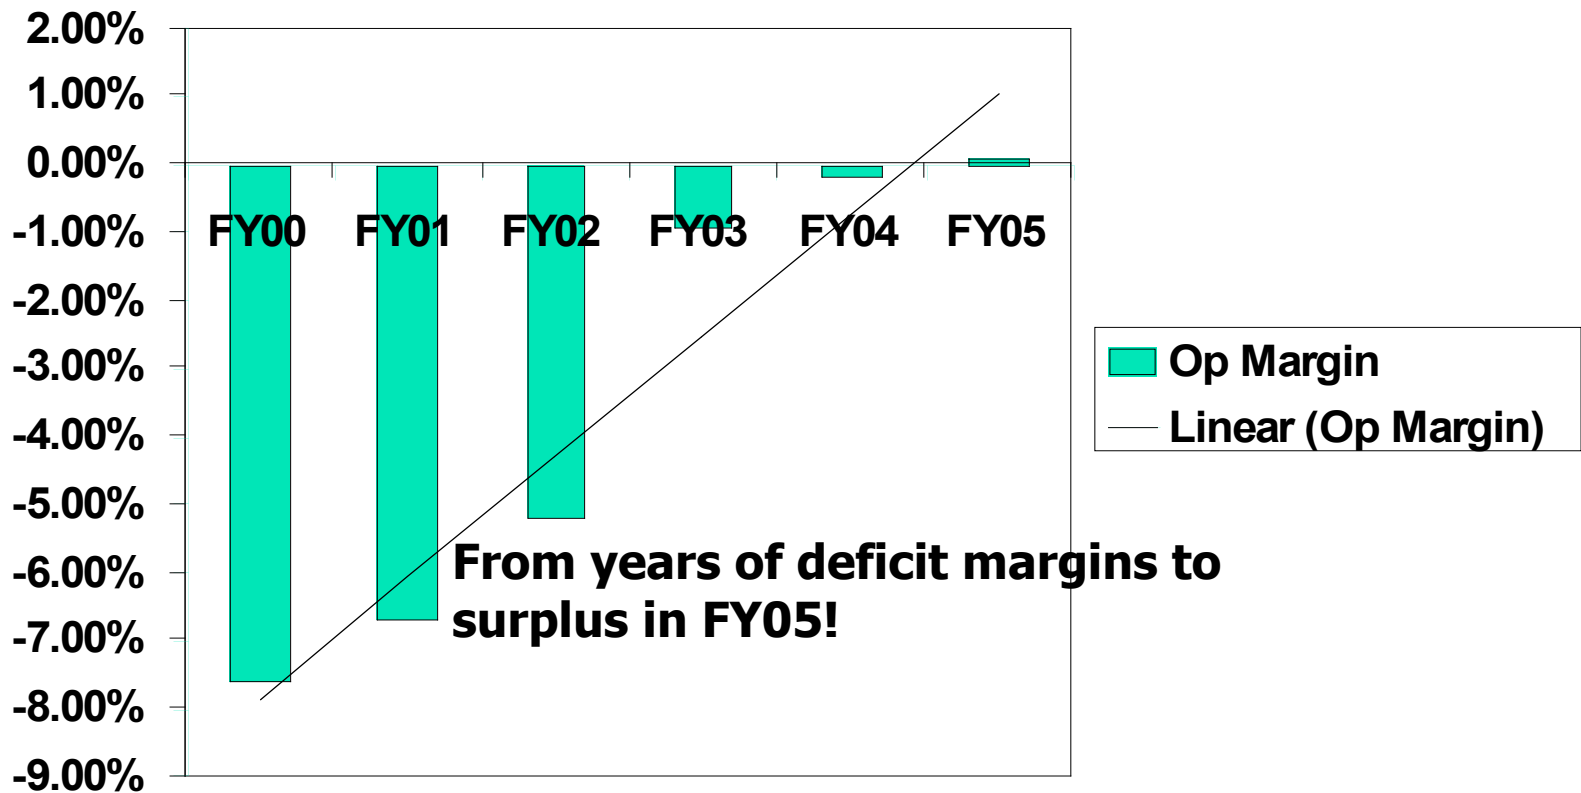 2.00%
1.00%
0.00%
-1.00%
-2.00%
-3.00%
-4.00%
-5.00%
-6.00%
-7.00%
-8.00%
-9.00%
FY00 FY01 FY02 FY03 FY04 FY05
From years of deficit margins to
surplus in FY05!
Op Margin
Linear (Op Margin)